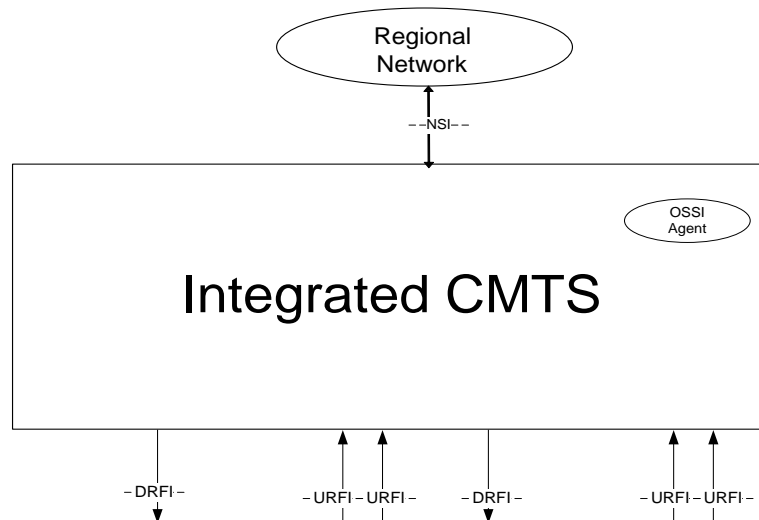 Regional
Network
NSI
OSSI
Agent
Integrated CMTS
DRFI
URFI
URFI
DRFI
URFI
URFI